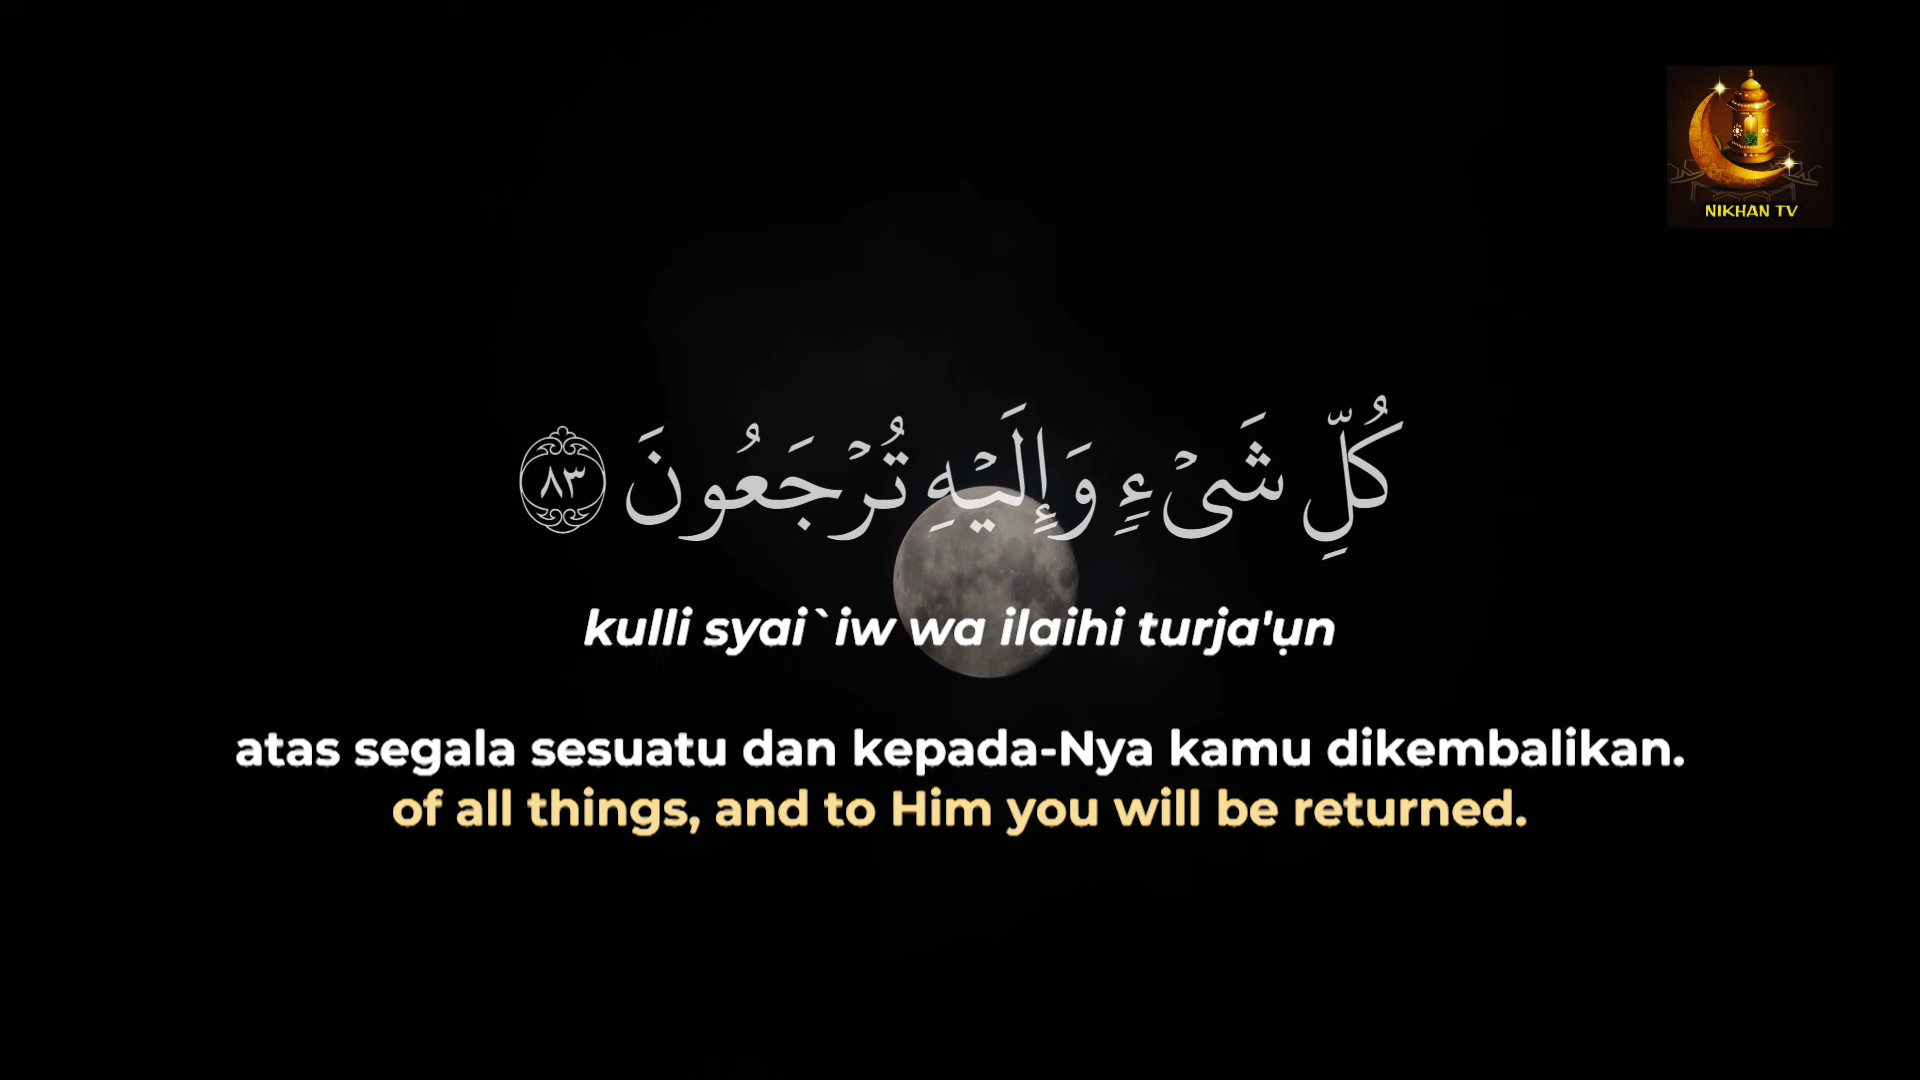 NIKHAN TV
كُلِّ شَىۡءٍ وَإِلَيۡهِ تُرۡجَعُونَ ٨٣
kulli syai`iw wa ilaihi turja'ụn
atas segala sesuatu dan kepada-Nya kamu dikembalikan.
of all things, and to Him you will be returned.